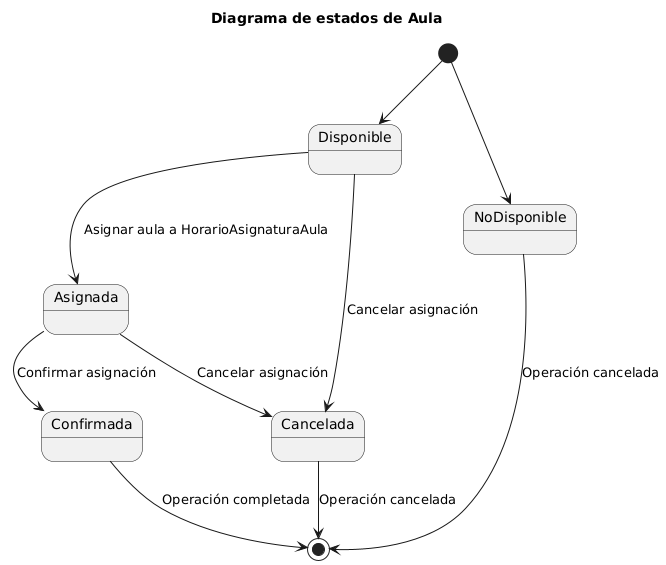 Diagrama de estados de Aula
Disponible
NoDisponible
Asignar aula a HorarioAsignaturaAula
Asignada
Cancelar asignación
Confirmar asignación
Cancelar asignación
Operación cancelada
Confirmada
Cancelada
Operación completada
Operación cancelada